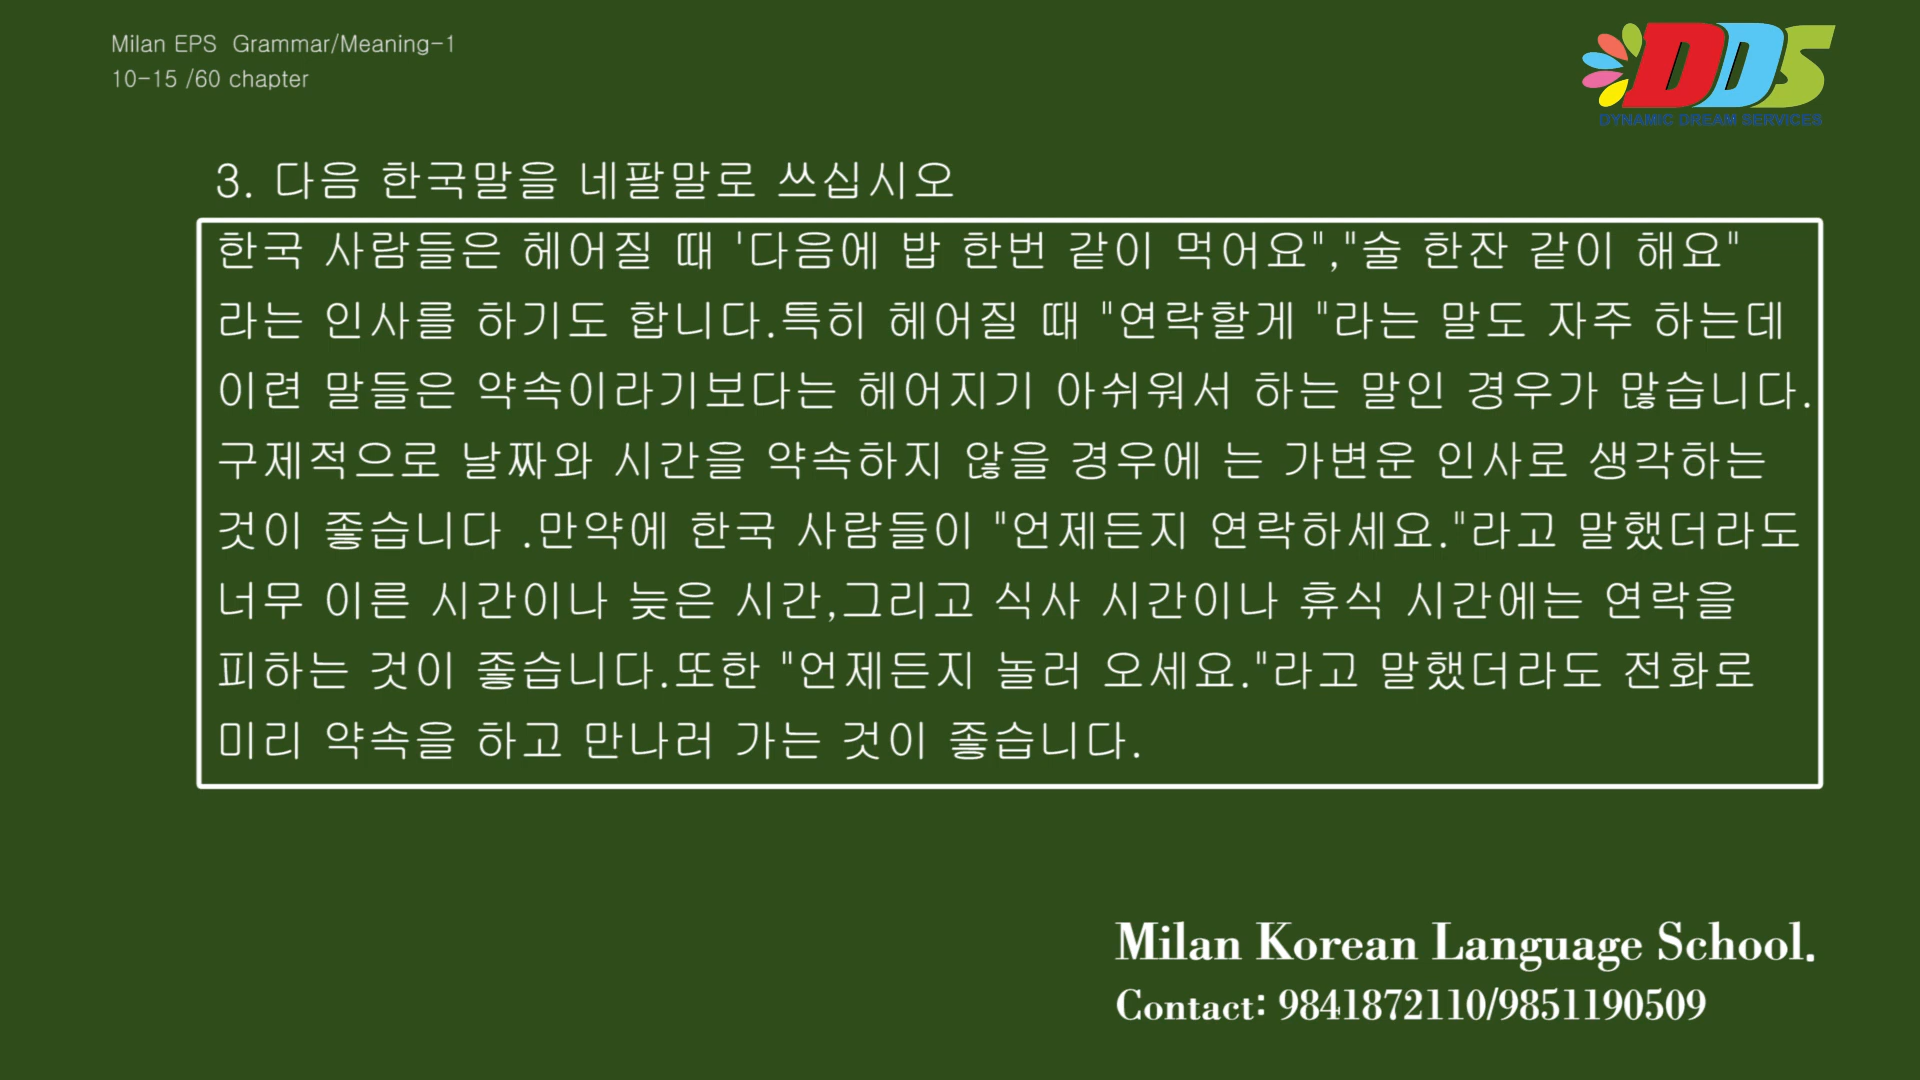 Milan EPS  Grammar/Meaning-1
10-15 /60 chapter
DDS
DYNAMIC DREAM SERVICES
3. 다음 한국말을 네팔말로 쓰십시오
한국 사람들은 헤어질 때 '다음에 밥 한번 같이 먹어요","술 한잔 같이 해요"
라는 인사를 하기도 합니다.특히 헤어질 때 "연락할게 "라는 말도 자주 하는데
이련 말들은 약속이라기보다는 헤어지기 아쉬워서 하는 말인 경우가 많습니다.
구제적으로 날짜와 시간을 약속하지 않을 경우에 는 가변운 인사로 생각하는
것이 좋습니다 .만약에 한국 사람들이 "언제든지 연락하세요."라고 말했더라도
너무 이른 시간이나 늦은 시간,그리고 식사 시간이나 휴식 시간에는 연락을
피하는 것이 좋습니다.또한 "언제든지 놀러 오세요."라고 말했더라도 전화로
미리 약속을 하고 만나러 가는 것이 좋습니다.
Milan Korean Language School.
Contact: 9841872110/9851190509